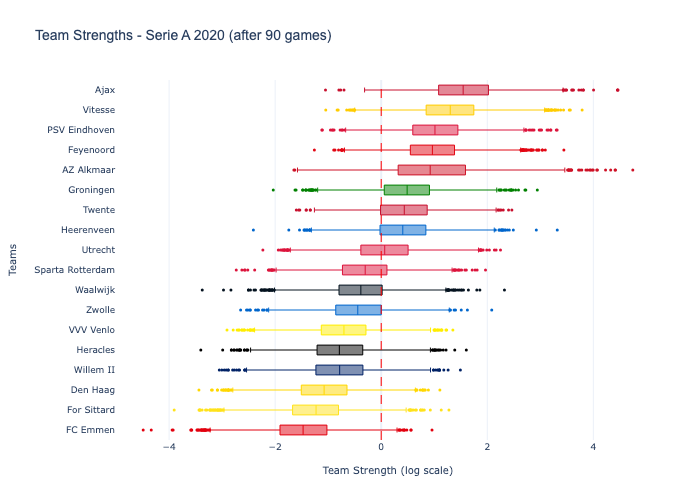 Team Strengths - Serie A 2020 (after 90 games)
Ajax
Vitesse
PSV Eindhoven
Feyenoord
AZ Alkmaar
Groningen
Twente
Heerenveen
Utrecht
Sparta Rotterdam
Waalwijk
Zwolle
VVV Venlo
Heracles
Willem II
Den Haag
For Sittard
FC Emmen
Teams
−4 −2 0 2 4
Team Strength (log scale)